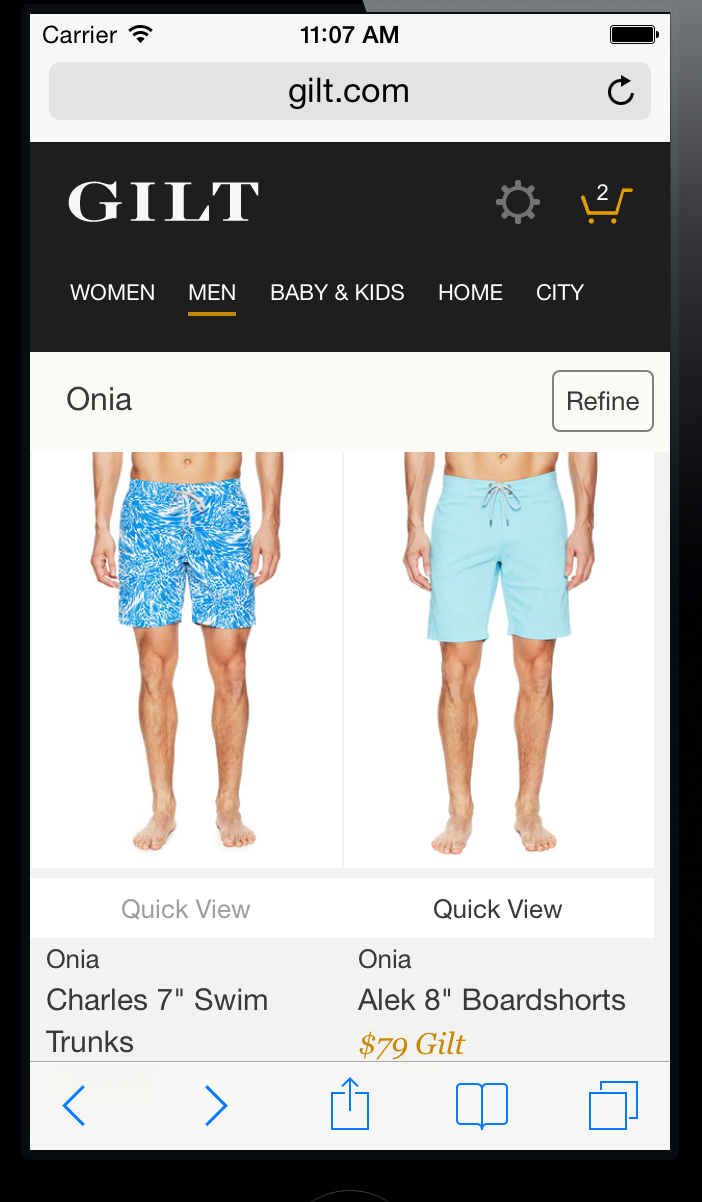 Carrier 11:07 AM
gilt.com
GILT 2
WOMEN MEN BABY & KIDS HOME CITY
Onia Refine
Quick View Quick View
Onia
Charles 7" Swim
Trunks
Onia
Alek 8" Boardshorts
$79 Gilt